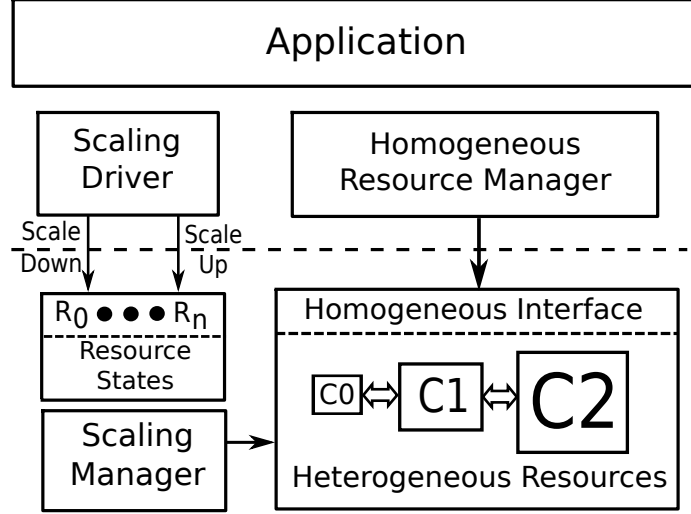 Application
Scaling
Driver
Homogeneous
Resource Manager
Scale
Down
Scale
Up
R0 ● ● ● Rn
Resource
States
Homogeneous Interface
C0
C1
C2
Heterogeneous Resources
Scaling
Manager